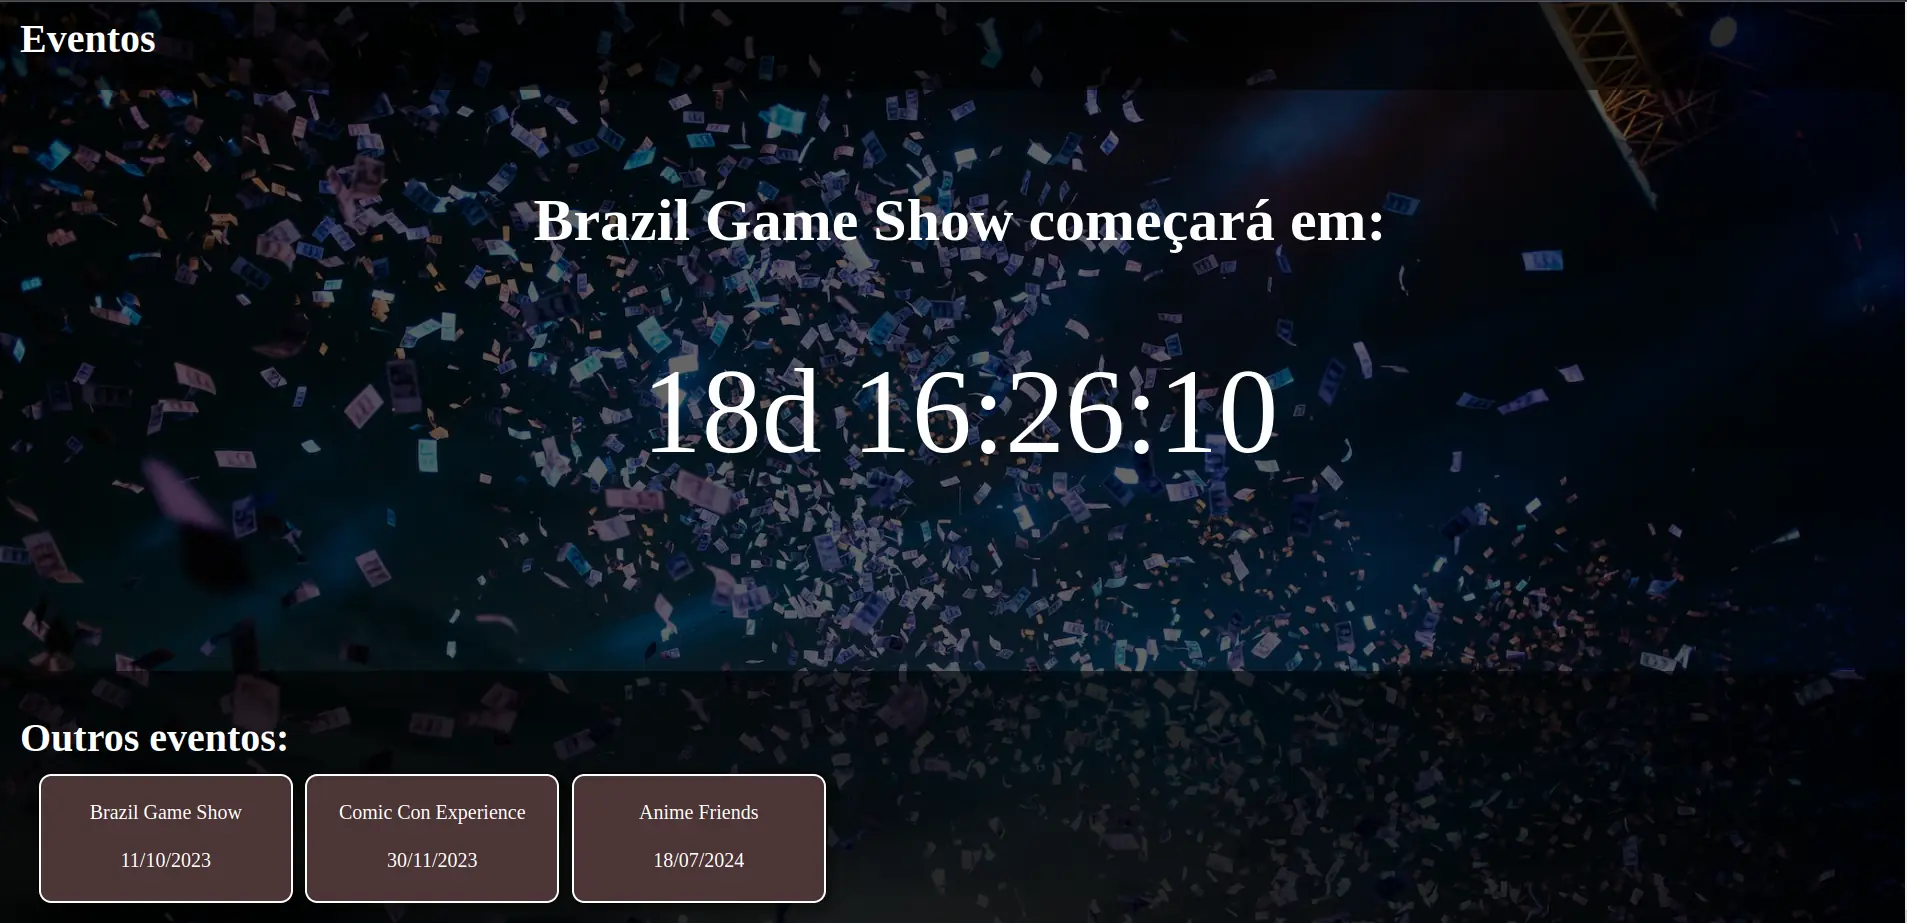 Eventos
Brazil Game Show começará em:
18d 16:26:10
Outros eventos:
Brazil Game Show
11/10/2023
Comic Con Experience
30/11/2023
Anime Friends
18/07/2024